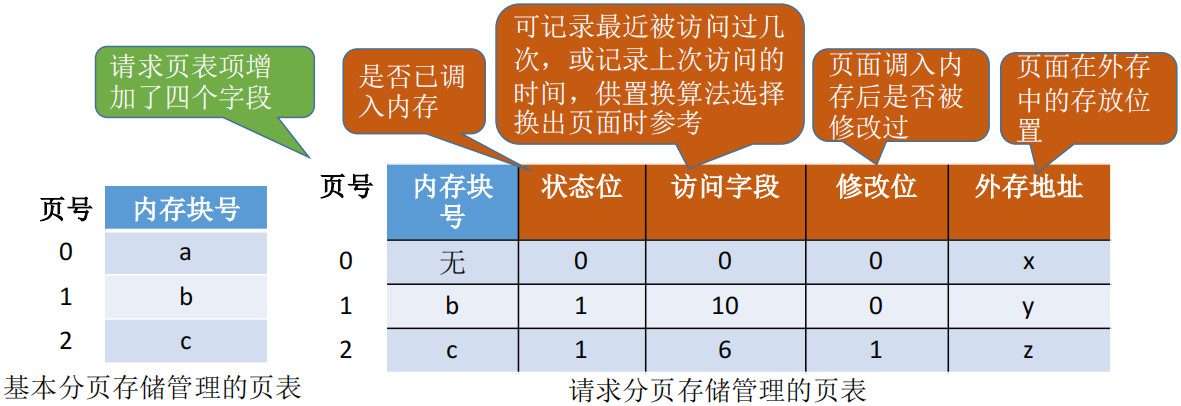 请求页表项增
加了四个字段
是否已调
入内存
可记录最近被访问过几
次，或记录上次访问的
时间，供置换算法选择
换出页面时参考
页面调入内
存后是否被
修改过
页面在外存
中的存放位
置
页号 内存块号
0 a
1 b
2 c
基本分页存储管理的页表
页号 内存块号 状态位 访问字段 修改位 外存地址
0 无 0 0 0 x
1 b 1 10 0 y
2 c 1 6 1 z
请求分页存储管理的页表